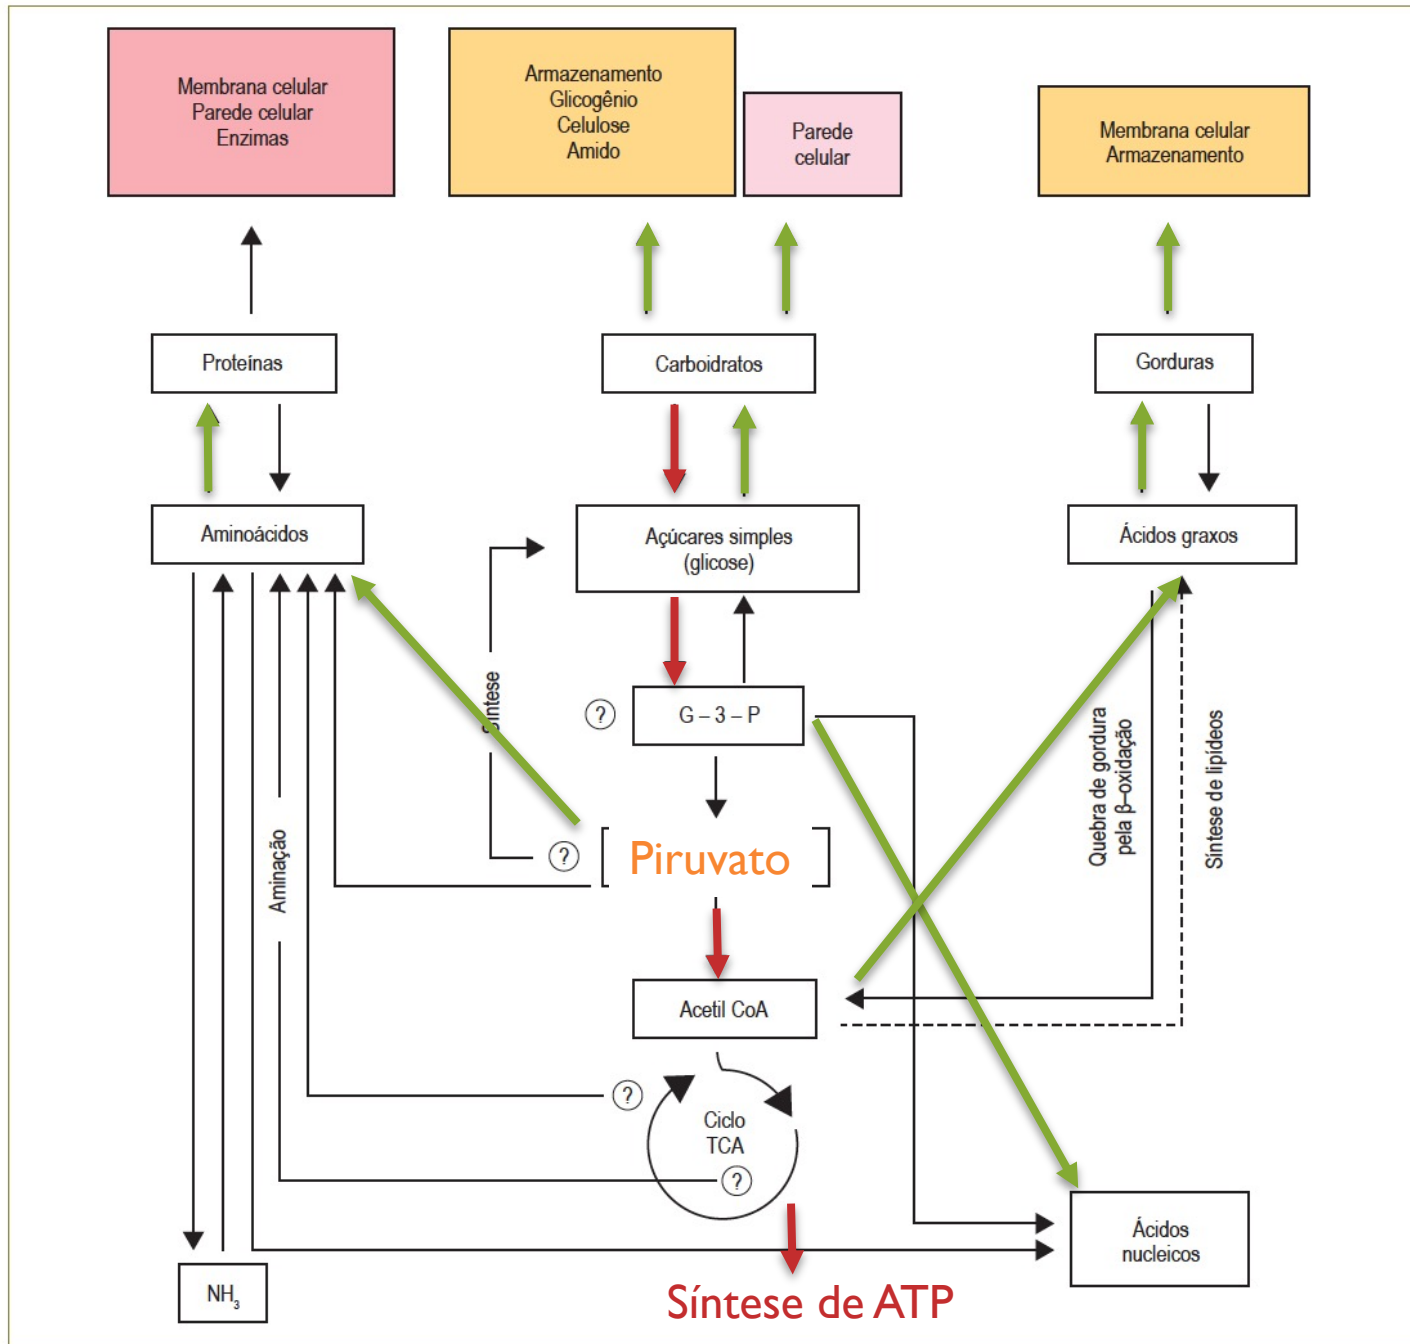 Membrana celular
Parede celular
Enzimas
Armazenamento
Glicogênio
Celulose
Amido
Parede
celular
Membrana celular
Armazenamento
Proteínas
Carboidratos
Gorduras
Aminoácidos
Açúcares simples
(glicose)
Ácidos graxos
Síntese
?
G – 3 – P
Quebra de gordura
pela β–oxidação
Síntese de lipídeos
Aminação
?
Piruvato
Acetil CoA
?
Ciclo
TCA
?
Ácidos
nucleicos
NH₃
Síntese de ATP